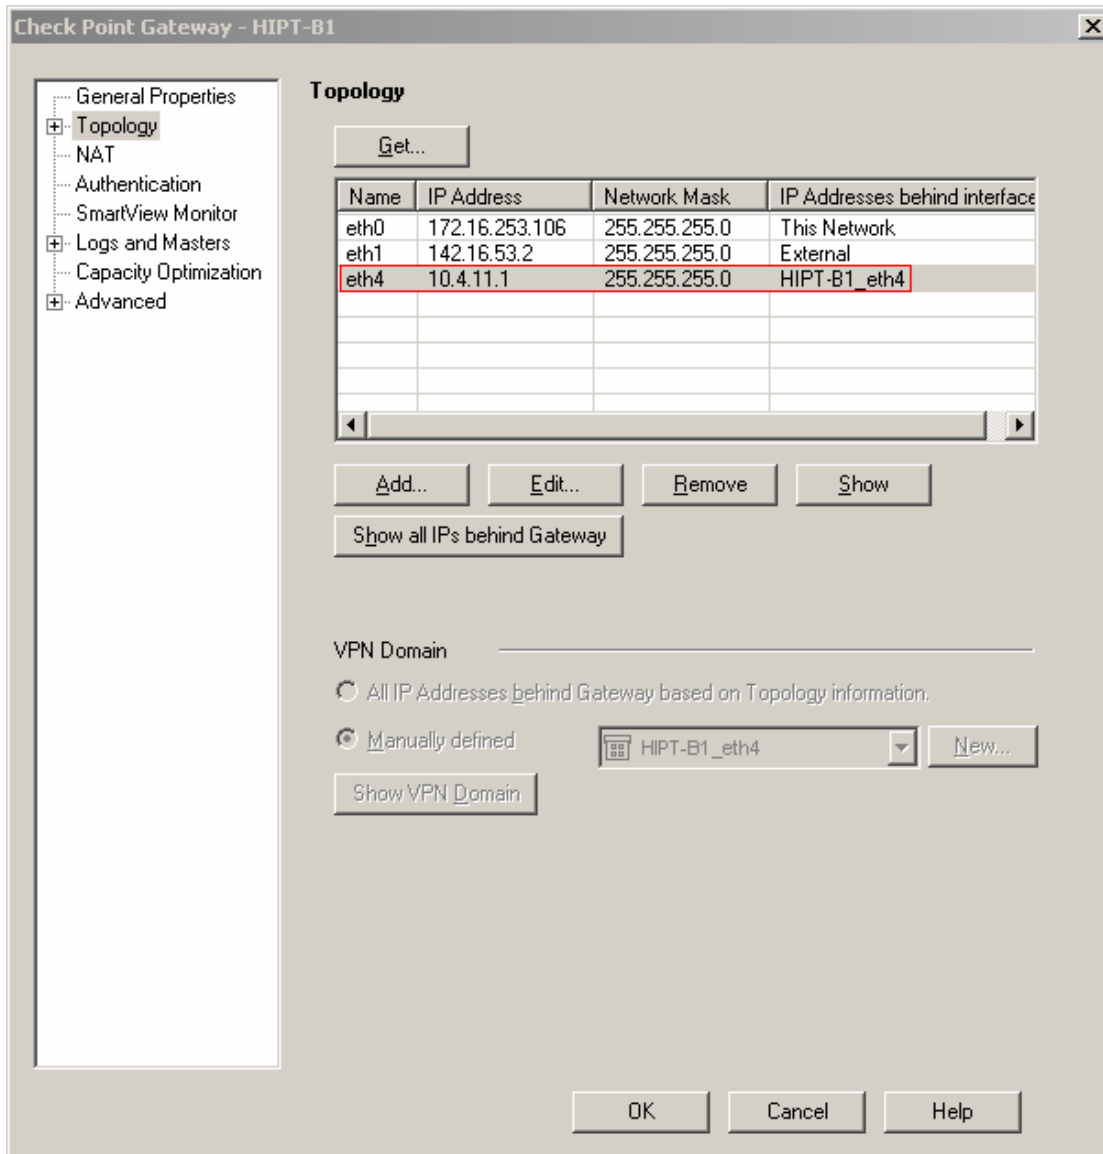 Check Point Gateway - HIPT-B1
General Properties
Topology
NAT
Authentication
SmartView Monitor
Logs and Masters
Capacity Optimization
Advanced
Topology
Get...
Name IP Address Network Mask IP Addresses behind interface
eth0 172.16.253.106 255.255.255.0 This Network
eth1 142.16.53.2 255.255.255.0 External
eth4 10.4.11.1 255.255.255.0 HIPT-B1_eth4
Add... Edit... Remove Show
Show all IPs behind Gateway
VPN Domain
All IP Addresses behind Gateway based on Topology information.
Manually defined HIPT-B1_eth4 New...
Show VPN Domain
OK Cancel Help